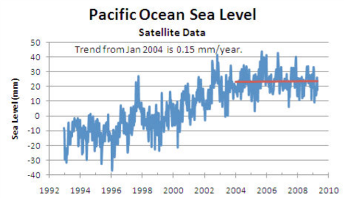 Pacific Ocean Sea Level
Satellite Data
Trend from Jan 2004 is 0.15 mm/year.
Sea Level(mm)
50
40
30
20
10
0
-10
-20
-30
-40
1992 1994 1996 1998 2000 2002 2004 2006 2008 2010